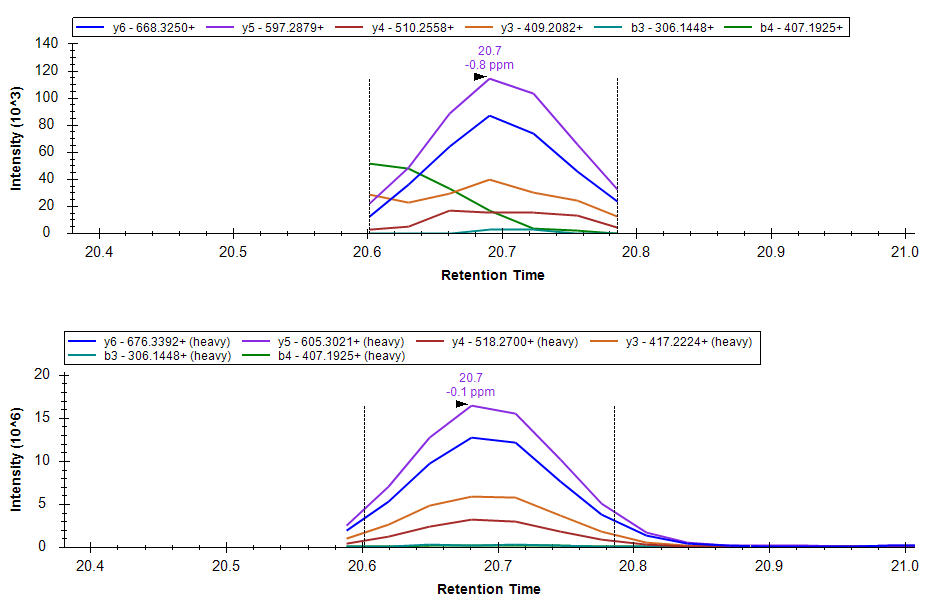 y6 - 668.3250+ y5 - 597.2879+ y4 - 510.2558+ y3 - 409.2082+ b3 - 306.1448+ b4 - 407.1925+
140
120
100
80
60
40
20
0
Intensity (10^3)
20.7
-0.8 ppm
20.4 20.5 20.6 20.7 20.8 20.9 21.0
Retention Time
y6 - 676.3392+ (heavy) y5 - 605.3021+ (heavy) y4 - 518.2700+ (heavy) y3 - 417.2224+ (heavy)
b3 - 306.1448+ (heavy) b4 - 407.1925+ (heavy)
20
15
10
5
0
Intensity (10^6)
20.7
-0.1 ppm
20.4 20.5 20.6 20.7 20.8 20.9 21.0
Retention Time